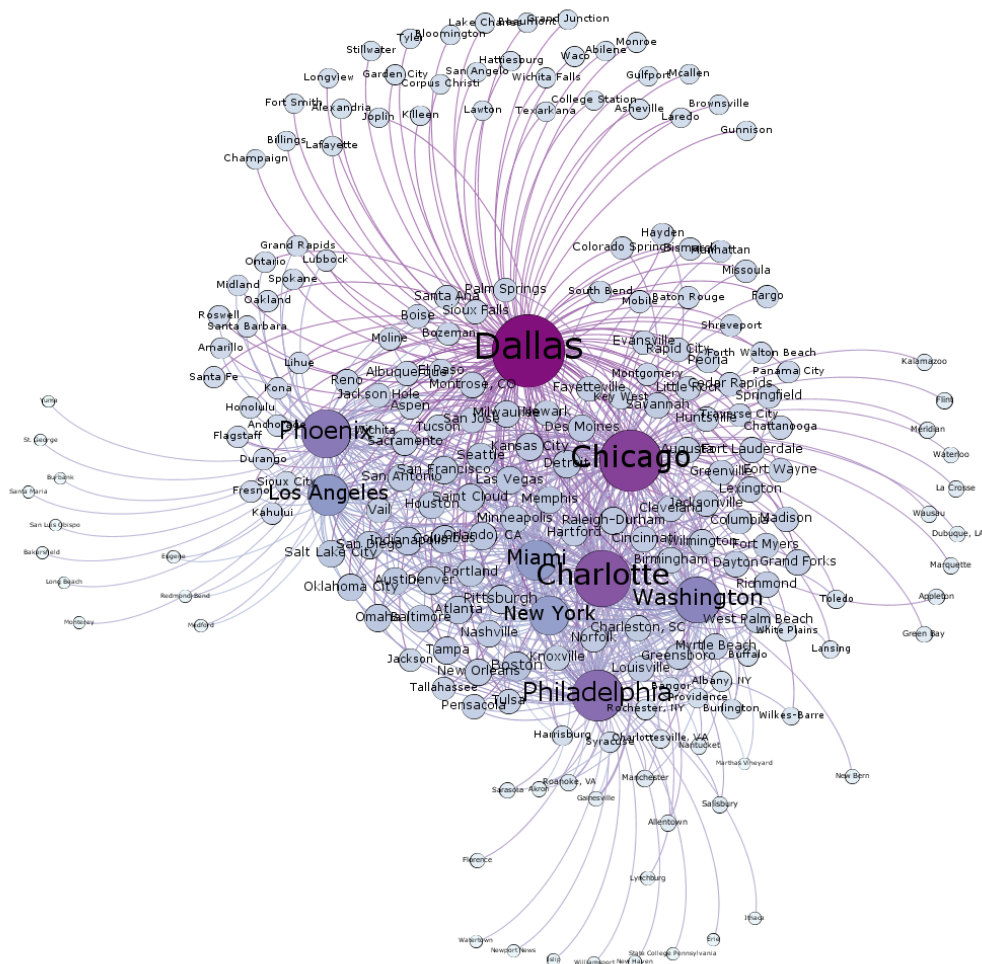 Lake Charles
Beaumont
Grand Junction
Bloomington
Tyler
Stillwater
Monroe
Hattiesburg
Waco
Abilene
Garden City
San Angelo
Longview
Corpus Christi
Wichita Falls
Gulfport
Mcallen
Fort Smith
Alexandria
Joplin
Killeen
Lawton
Texarkana
College Station
Asheville
Laredo
Brownsville
Gunnison
Billings
Lafayette
Champaign
Hayden
Grand Rapids
Lubbock
Ontario
Colorado Springs
Bismarck
Manhattan
Spokane
Missoula
Midland
Oakland
Santa Ana
Palm Springs
South Bend
Mobile
Baton Rouge
Fargo
Roswell
Santa Barbara
Boise
Sioux Falls
Shreveport
Amarillo
Moline
Bozeman
Dallas
Evansville
Rapid City
Fort Walton Beach
Peoria
Kalamazoo
Santa Fe
Lihue
Albuquerque
El Paso
Montgomery
Panama City
Reno
Kona
Jackson Hole
Montrose, CO
Fayetteville
Key West
Little Rock
Cedar Rapids
Springfield
Flint
Yuma
Honolulu
Aspen
Savannah
Anchorage
San Jose
Milwaukee
Newark
Huntsville
Traverse City
Chattanooga
Meridian
Flagstaff
Phoenix
Wichita
Tucson
Des Moines
St. George
Sacramento
Kansas City
Augusta
Fort Lauderdale
Waterloo
Durango
Seattle
Detroit
Chicago
Greenville
Fort Wayne
Burbank
Sioux City
San Antonio
San Francisco
Las Vegas
Lexington
La Crosse
Santa Maria
Fresno
Los Angeles
Houston
Saint Cloud
Memphis
Jacksonville
Kahului
Vail
Cleveland
Wausau
San Luis Obispo
Minneapolis
Raleigh-Durham
Columbia
Madison
Dubuque, IA
Indianapolis
Columbus
Orlando
CA
Hartford
Cincinnati
Wilmington
Fort Myers
Bakersfield
Eugene
San Diego
Salt Lake City
Miami
Birmingham
Dayton
Grand Forks
Marquette
Long Beach
Oklahoma City
Austin
Denver
Portland
Charlotte
Richmond
Redmond Bend
Pittsburgh
Washington
Toledo
Appleton
Monterey
Medford
Omaha
Baltimore
Atlanta
New York
Charleston, SC
West Palm Beach
White Plains
Green Bay
Nashville
Norfolk
Myrtle Beach
Lansing
Jackson
Tampa
Knoxville
Greensboro
Buffalo
New Orleans
Boston
Louisville
Tallahassee
Tulsa
Philadelphia
Bangor
Albany, NY
Providence
Pensacola
Rochester, NY
Burlington
Wilkes-Barre
Harrisburg
Syracuse
Charlottesville, VA
Nantucket
Marthas Vineyard
Roanoke, VA
Manchester
New Bern
Sarasota
Akron
Gainesville
Salisbury
Allentown
Florence
Lynchburg
Ithaca
Watertown
Newport News
Islip
Williamsport
New Haven
State College Pennsylvania
Erie